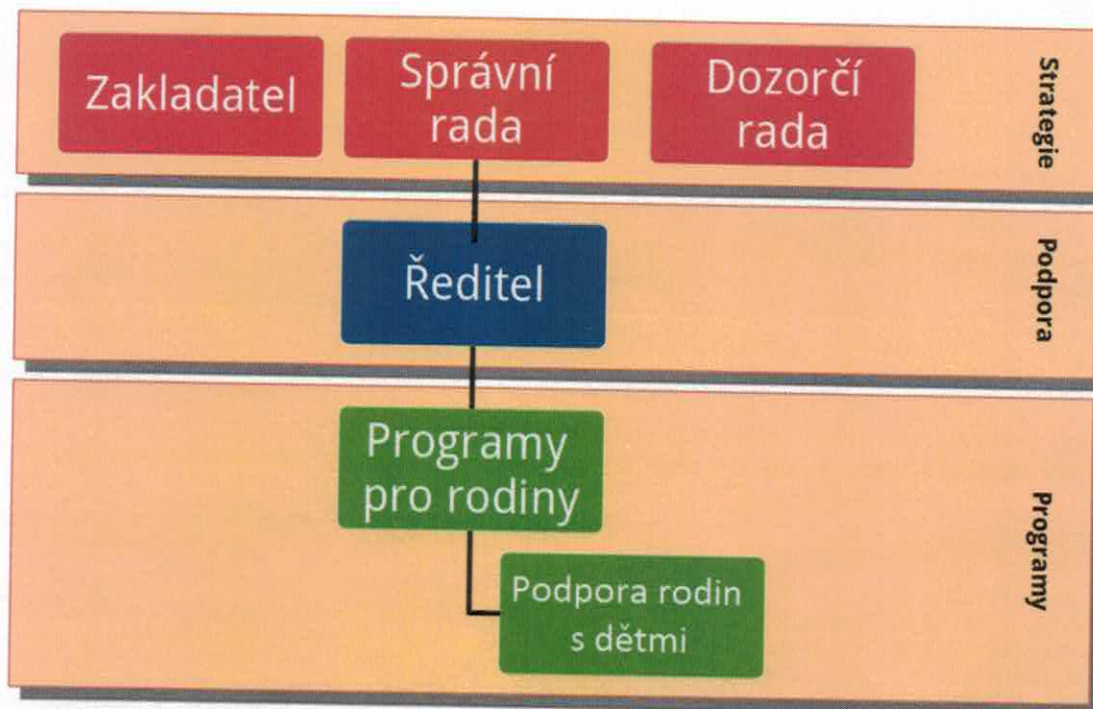 Zakladatel
Správní
rada
Dozorčí
rada
Strategie
Ředitel
Podpora
Programy
pro rodiny
Podpora rodin
s dětmi
Programy